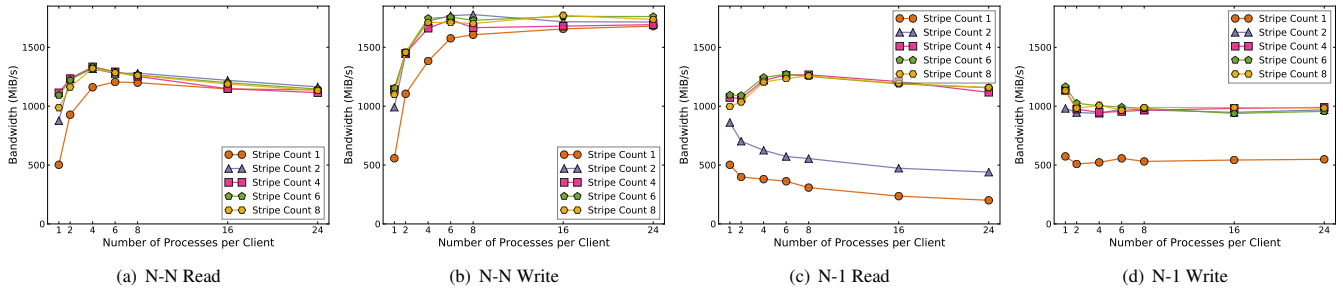 Bandwidth (MiB/s)
1500
1000
500
0
1 2 4 6 8 16 24
Number of Processes per Client
Stripe Count 1
Stripe Count 2
Stripe Count 4
Stripe Count 6
Stripe Count 8
(a) N-N Read
Bandwidth (MiB/s)
1500
1000
500
0
1 2 4 6 8 16 24
Number of Processes per Client
Stripe Count 1
Stripe Count 2
Stripe Count 4
Stripe Count 6
Stripe Count 8
(b) N-N Write
Bandwidth (MiB/s)
1500
1000
500
0
1 2 4 6 8 16 24
Number of Processes per Client
Stripe Count 1
Stripe Count 2
Stripe Count 4
Stripe Count 6
Stripe Count 8
(c) N-1 Read
Bandwidth (MiB/s)
1500
1000
500
0
1 2 4 6 8 16 24
Number of Processes per Client
Stripe Count 1
Stripe Count 2
Stripe Count 4
Stripe Count 6
Stripe Count 8
(d) N-1 Write